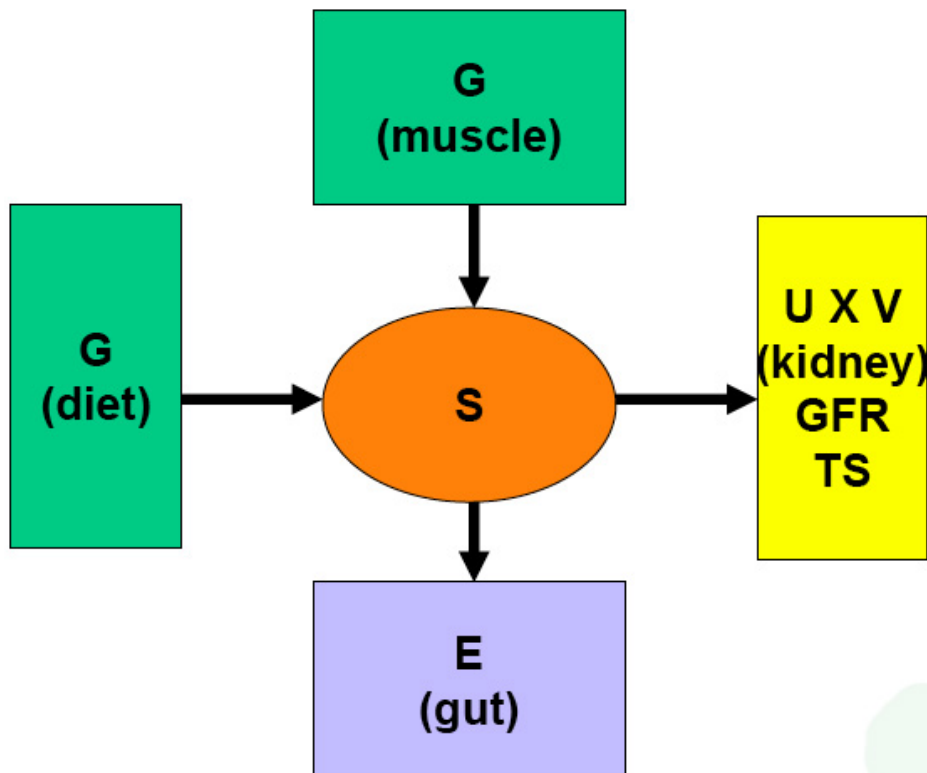 G
(muscle)
G
(diet)
S
U X V
(kidney)
GFR
TS
E
(gut)